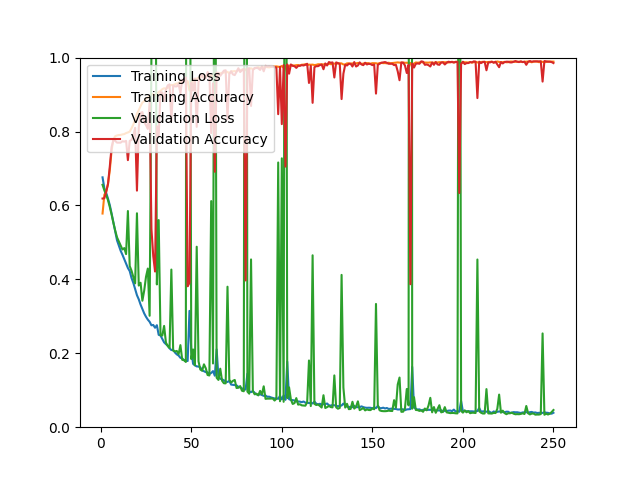 1.0
0.8
0.6
0.4
0.2
0.0
Training Loss
Training Accuracy
Validation Loss
Validation Accuracy
0 50 100 150 200 250